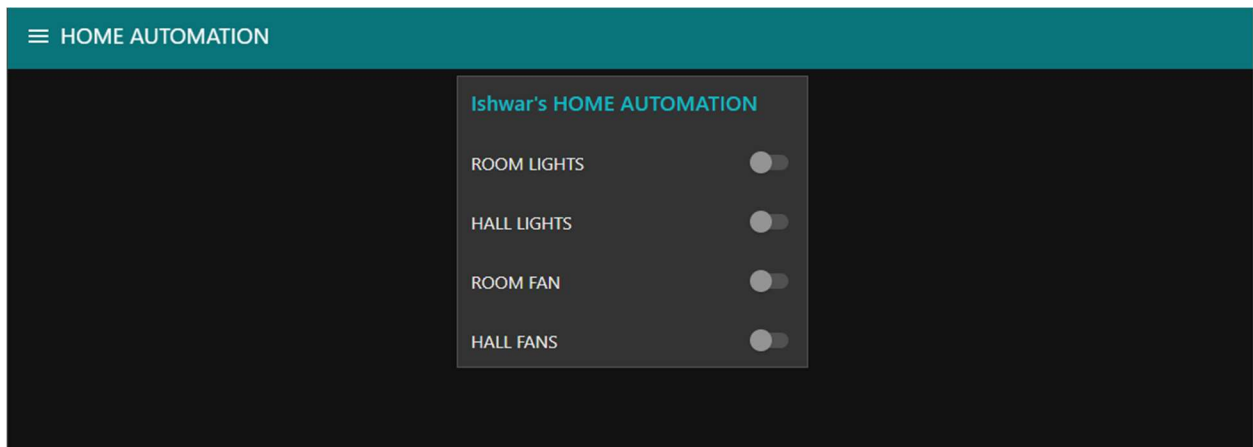 HOME AUTOMATION
Ishwar's HOME AUTOMATION
ROOM LIGHTS
HALL LIGHTS
ROOM FAN
HALL FANS